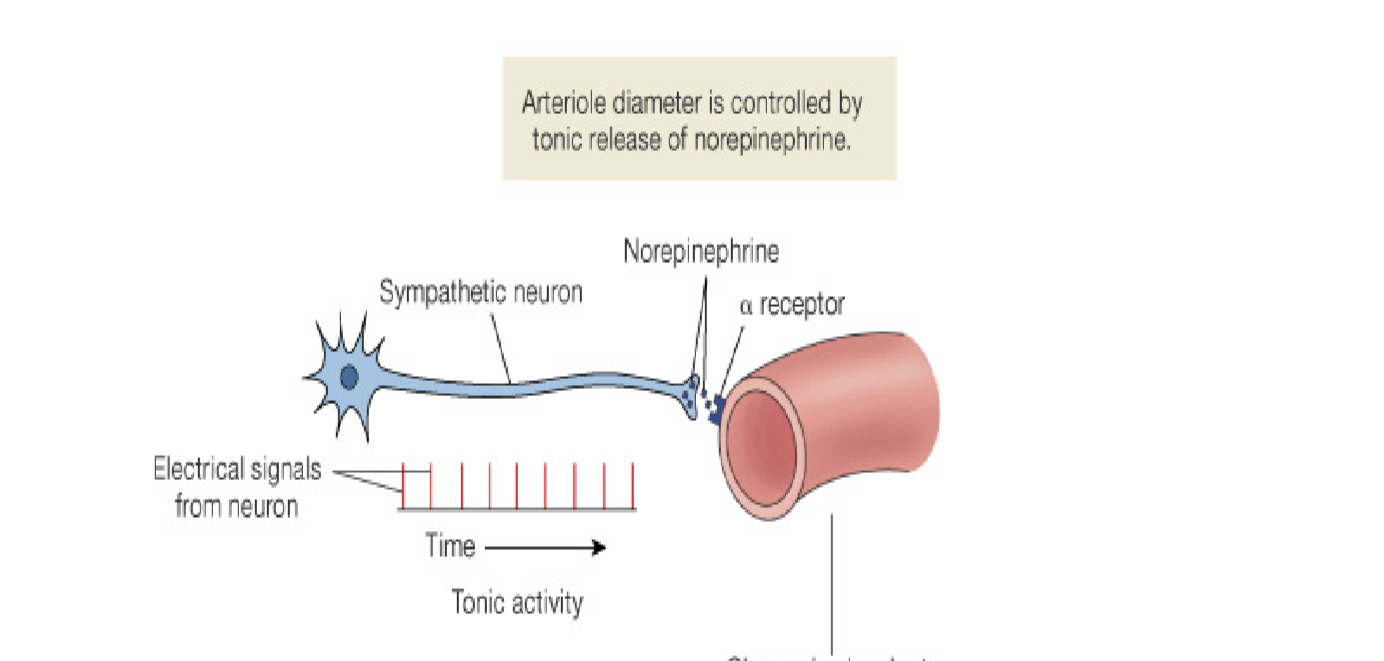 Arteriole diameter is controlled by
tonic release of norepinephrine.
Norepinephrine
Sympathetic neuron
α receptor
Electrical signals
from neuron
Time
Tonic activity